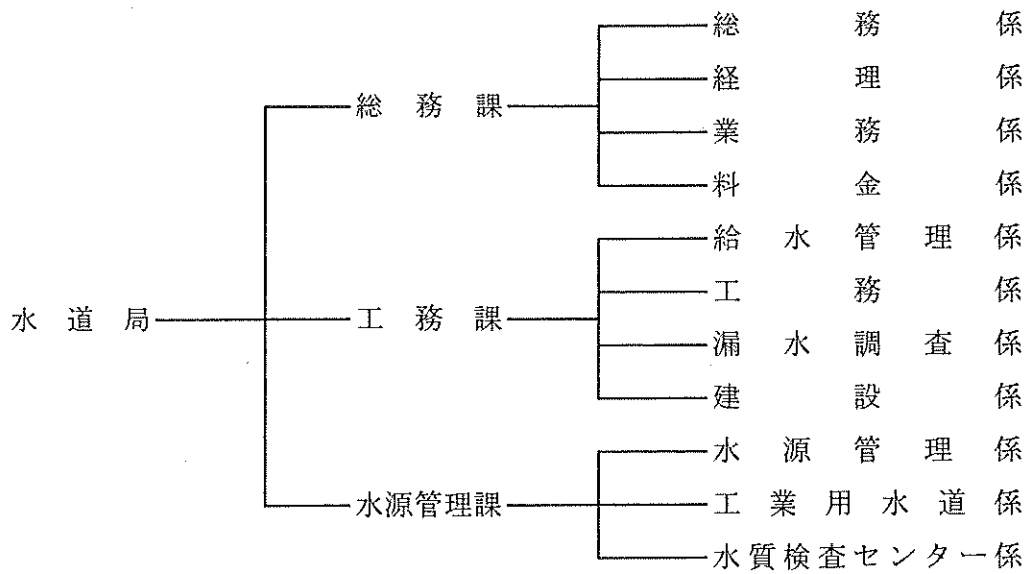 水道局
総務課
総務係
経理係
業務係
料金係
工務課
給水管理係
工務係
漏水調査係
建設係
水源管理課
水源管理係
工業用水道係
水質検査センター係